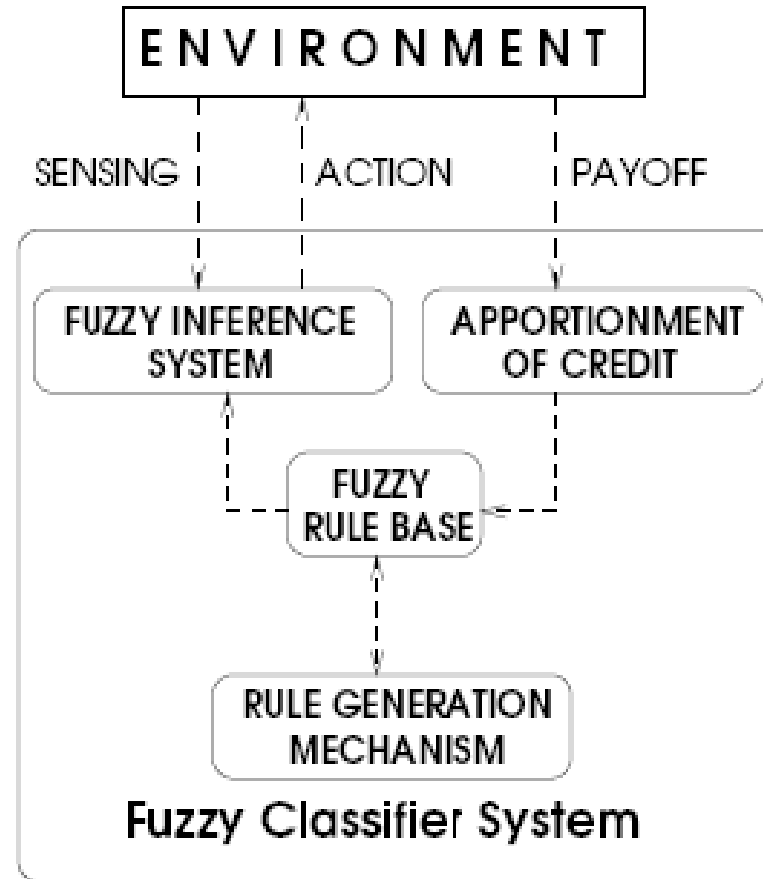 ENVIRONMENT
SENSING
ACTION
PAYOFF
FUZZY INFERENCE
SYSTEM
APPORTIONMENT
OF CREDIT
FUZZY
RULE BASE
RULE GENERATION
MECHANISM
Fuzzy Classifier System